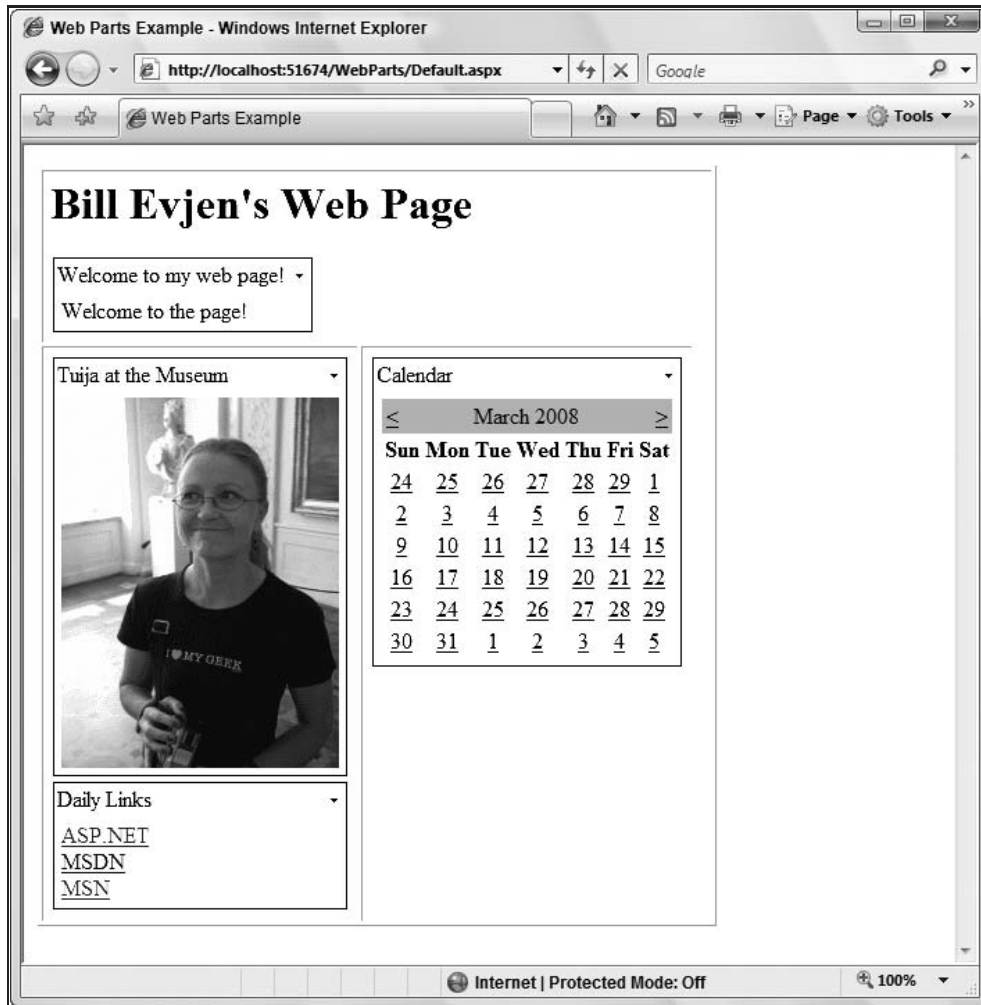 Web Parts Example - Windows Internet Explorer
http://localhost:51674/WebParts/Default.aspx
Google
Web Parts Example
Page
Tools
Bill Evjen's Web Page
Welcome to my web page!
Welcome to the page!
Tuija at the Museum
I ♥ MY GEEK
Calendar
< March 2008 >
Sun Mon Tue Wed Thu Fri Sat
24 25 26 27 28 29 1
2 3 4 5 6 7 8
9 10 11 12 13 14 15
16 17 18 19 20 21 22
23 24 25 26 27 28 29
30 31 1 2 3 4 5
Daily Links
ASP.NET
MSDN
MSN
Internet | Protected Mode: Off
100%